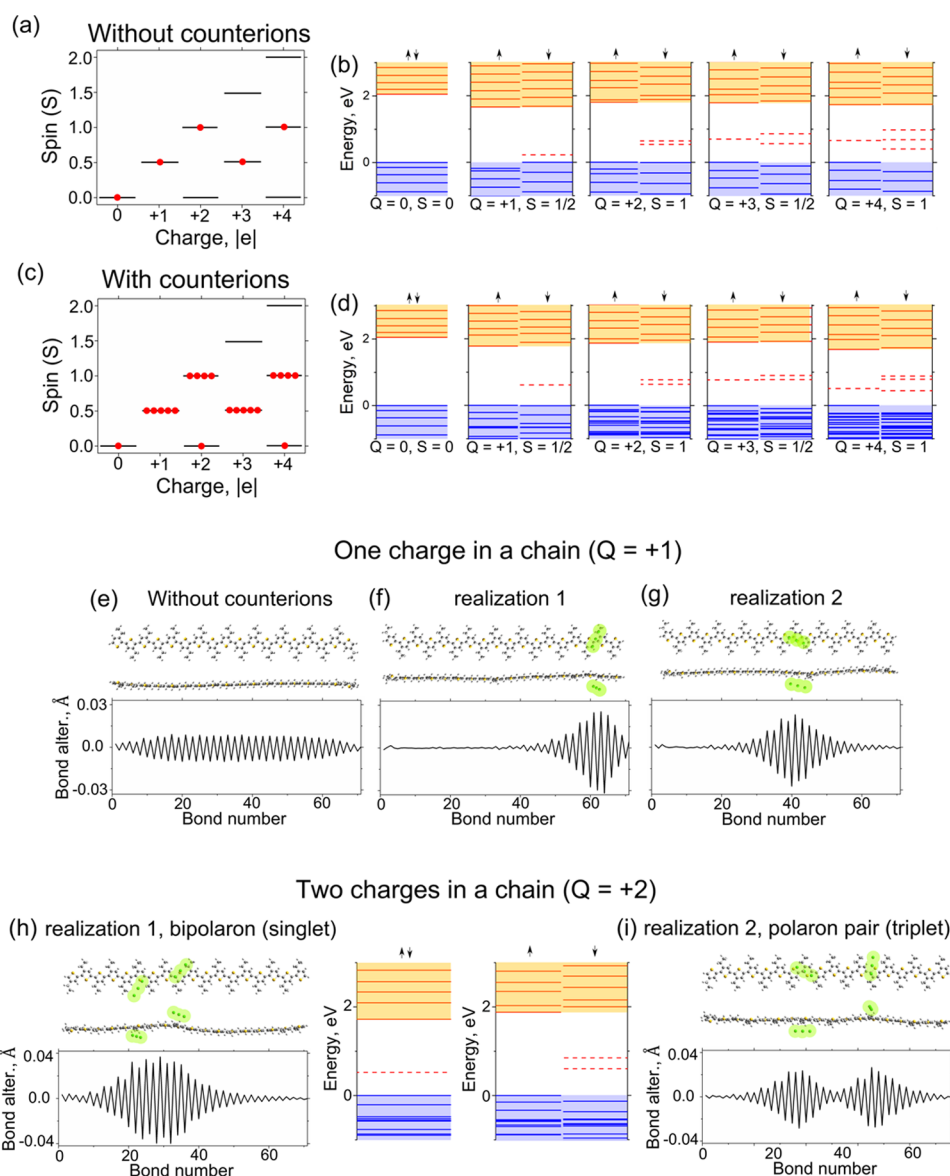 (a)
Without counterions
2.0
1.5
1.0
0.5
0.0
Spin (S)
0 +1 +2 +3 +4
Charge, |e|
(b)
Energy, eV
2
0
Q = 0, S = 0
Q = +1, S = 1/2
Q = +2, S = 1
Q = +3, S = 1/2
Q = +4, S = 1
(c)
With counterions
2.0
1.5
1.0
0.5
0.0
Spin (S)
0 +1 +2 +3 +4
Charge, |e|
(d)
Energy, eV
2
0
Q = 0, S = 0
Q = +1, S = 1/2
Q = +2, S = 1
Q = +3, S = 1/2
Q = +4, S = 1
One charge in a chain (Q = +1)
(e) Without counterions
(f) realization 1
(g) realization 2
Bond alter., Å
0.03
0.0
-0.03
0 20 40 60
Bond number
0 20 40 60
Bond number
0 20 40 60
Bond number
Two charges in a chain (Q = +2)
(h) realization 1, bipolaron (singlet)
Bond alter., Å
0.04
0.0
-0.04
0 20 40 60
Bond number
Energy, eV
2
0
Energy, eV
2
0
(i) realization 2, polaron pair (triplet)
Bond alter., Å
0.04
0.0
-0.04
0 20 40 60
Bond number